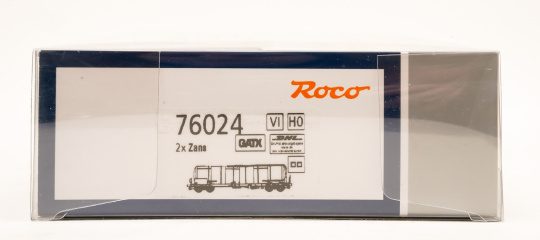 Roco
76024
VI H0
2x Zans
GATX
DHL